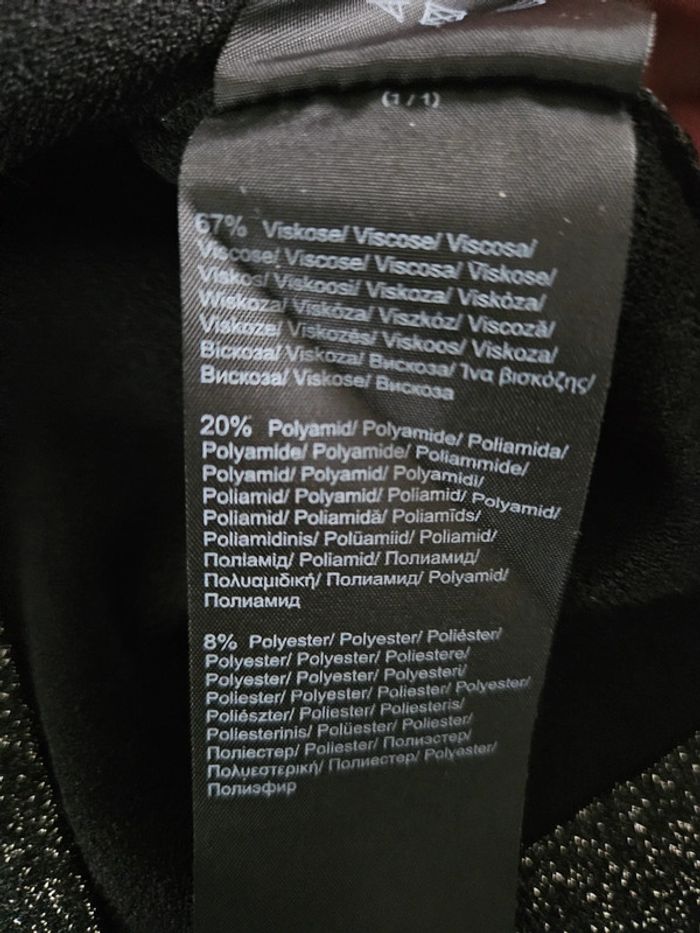 (1/1)
67% Viskose/ Viscose/ Viscosa/
Viscose/ Viscose/ Viscosa/ Viskose/
Viskos/ Viskoosi/ Viskoza/ Viskóza/
Wiskoza/ Viskóza/ Viszkóz/ Viscoză/
Viskoze/ Viskozės/ Viskoos/ Viskoza/
Віскоза/ Viskoza/ Вискоза/ Ίνα βισκόζης/
Вискоза/ Viskose/ Вискоза
20% Polyamid/ Polyamide/ Poliamida/
Polyamide/ Polyamide/ Poliammide/
Polyamid/ Polyamid/ Polyamidi/
Poliamid/ Polyamid/ Poliamid/ Polyamid/
Poliamid/ Poliamidă/ Poliamīds/
Poliamidinis/ Polüamiid/ Poliamid/
Поліамід/ Poliamid/ Полиамид/
Πολυαμιδική/ Полиамид/ Polyamid/
Полиамид
8% Polyester/ Polyester/ Poliéster/
Polyester/ Polyester/ Poliestere/
Polyester/ Polyester/ Polyesteri/
Poliester/ Polyester/ Poliester/ Polyester/
Poliészter/ Poliester/ Poliesteris/
Poliesterinis/ Polüester/ Poliester/
Поліестер/ Poliester/ Полиэстер/
Πολυεστερική/ Полиестер/ Polyester/
Полиэфир